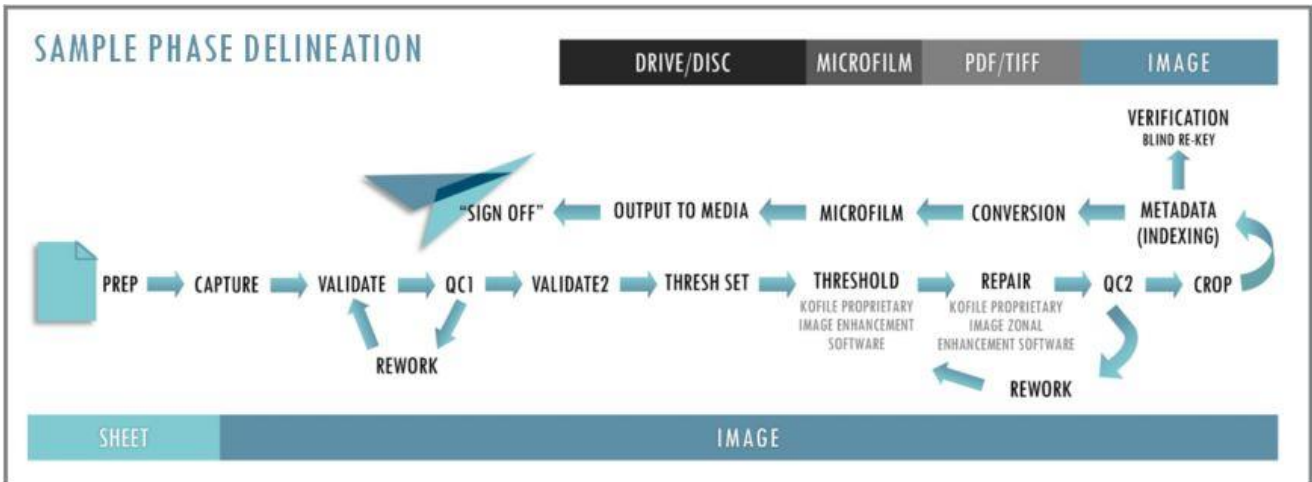 SAMPLE PHASE DELINEATION
DRIVE/DISC
MICROFILM
PDF/TIFF
IMAGE
VERIFICATION
BLIND RE-KEY
"SIGN OFF"
OUTPUT TO MEDIA
MICROFILM
CONVERSION
METADATA
(INDEXING)
PREP
CAPTURE
VALIDATE
QC1
VALIDATE2
THRESH SET
THRESHOLD
KOFILE PROPRIETARY
IMAGE ENHANCEMENT
SOFTWARE
REPAIR
KOFILE PROPRIETARY
IMAGE ZONAL
ENHANCEMENT SOFTWARE
QC2
CROP
REWORK
REWORK
SHEET
IMAGE